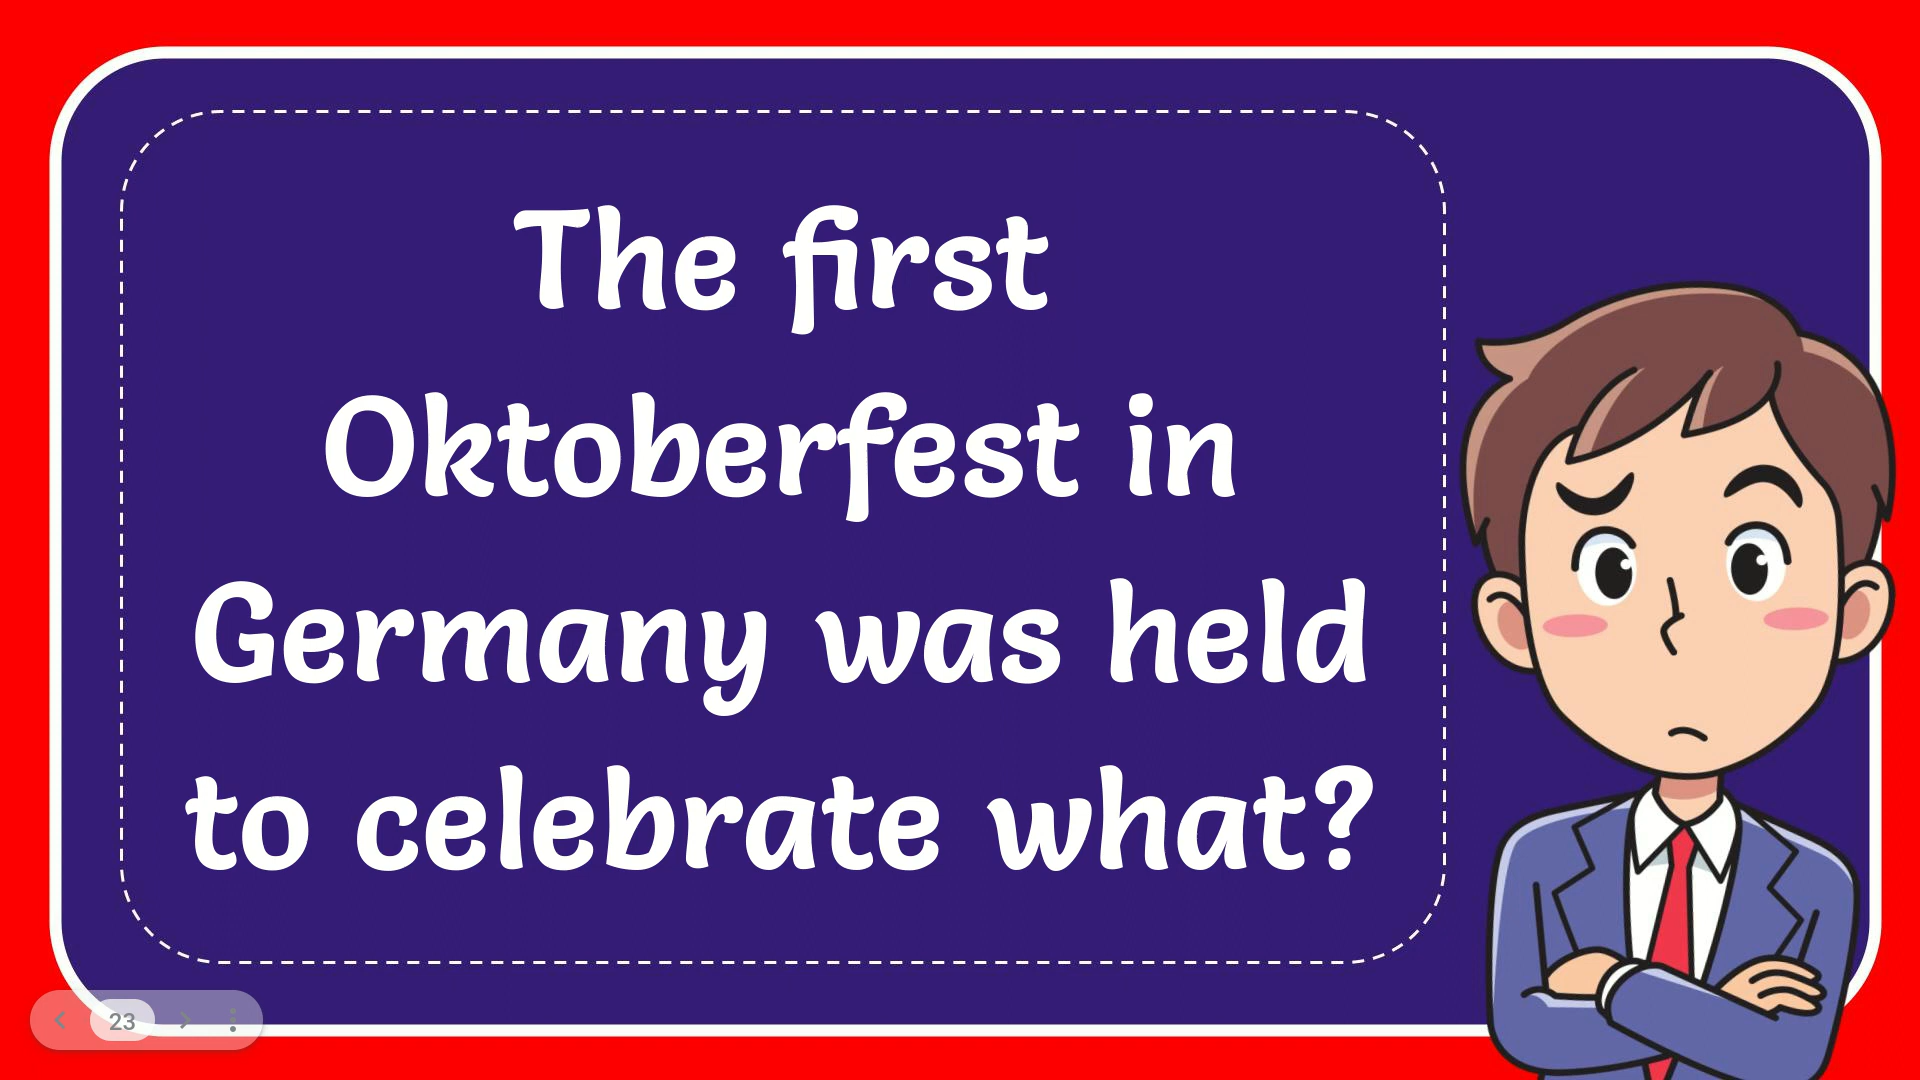 The first
Oktoberfest in
Germany was held
to celebrate what?
23